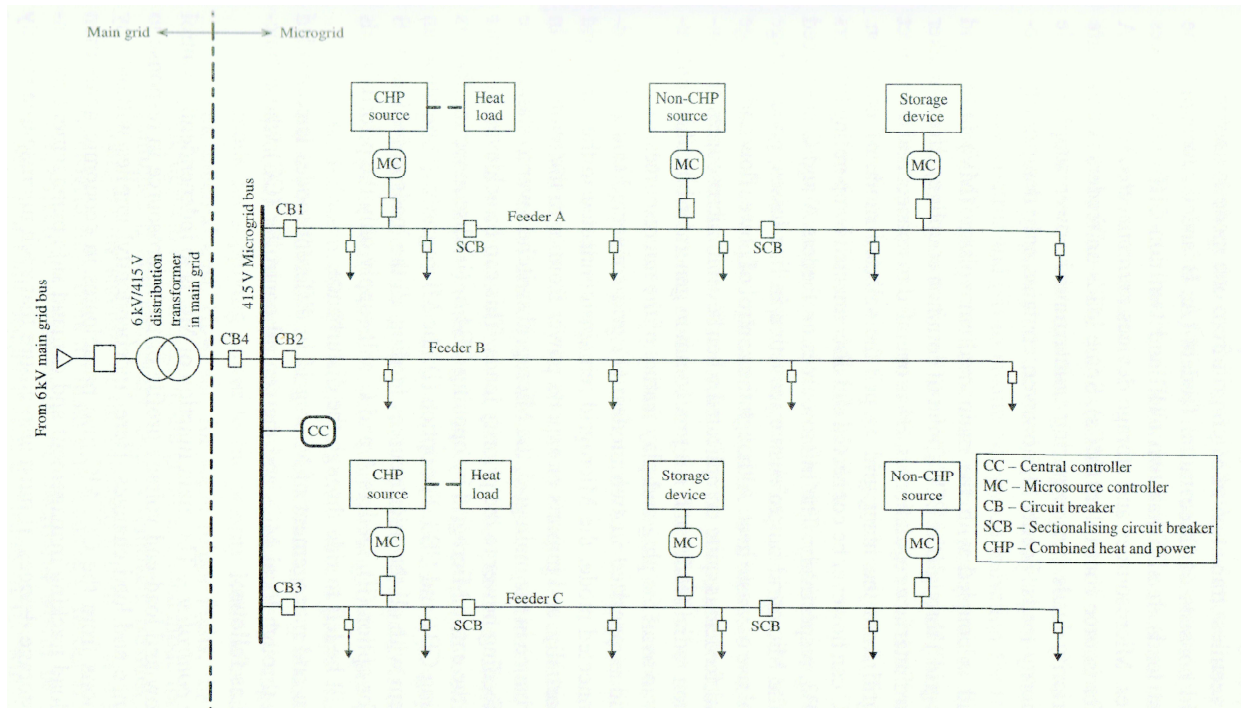 Main grid
Microgrid
CHP
source
Heat
load
Non-CHP
source
Storage
device
MC
MC
MC
CB1
Feeder A
SCB
SCB
415 V Microgrid bus
6 kV/415 V
distribution
transformer
in main grid
From 6 kV main grid bus
CB4
CB2
Feeder B
CC
CHP
source
Heat
load
Storage
device
Non-CHP
source
MC
MC
MC
CB3
Feeder C
SCB
SCB
CC – Central controller
MC – Microsource controller
CB – Circuit breaker
SCB – Sectionalising circuit breaker
CHP – Combined heat and power